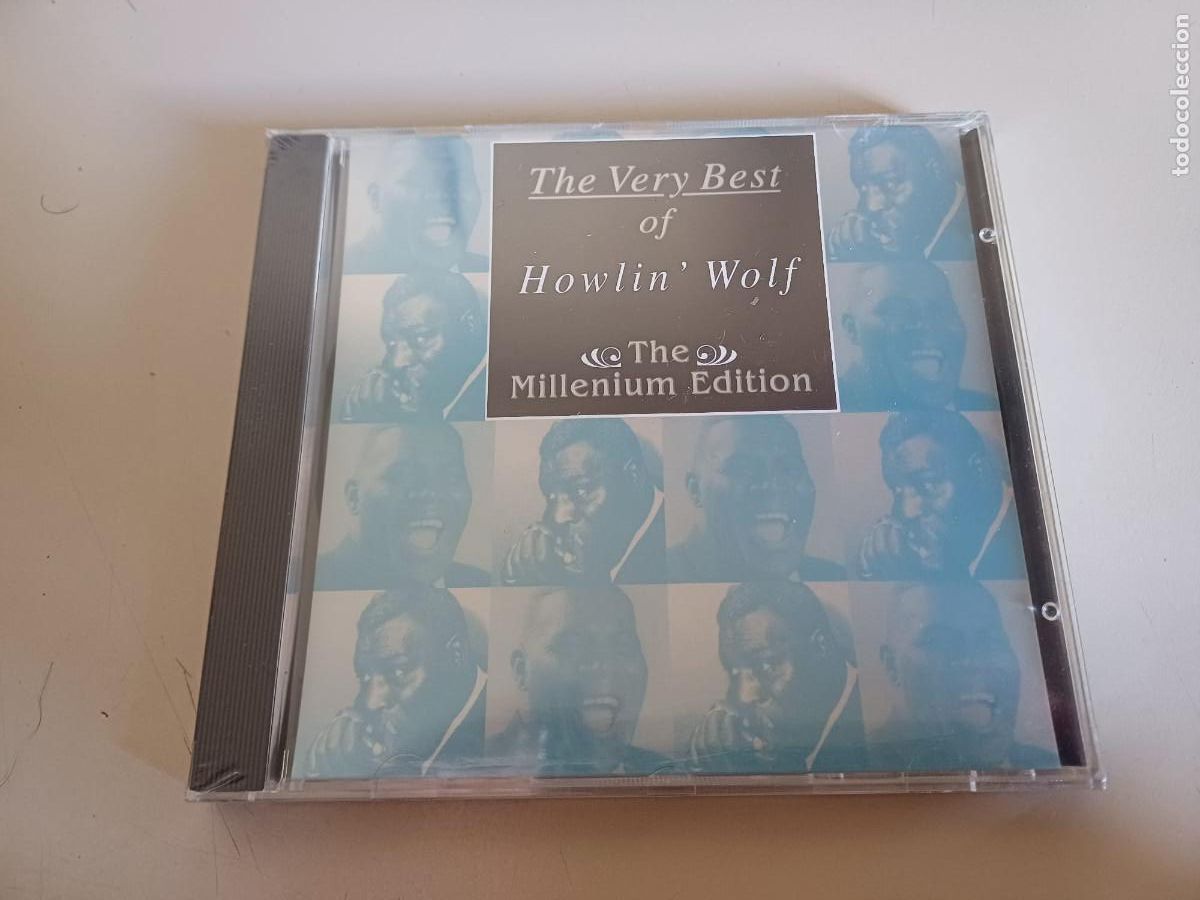 The Very Best
of
Howlin' Wolf
The
Millenium Edition
todocoleccion